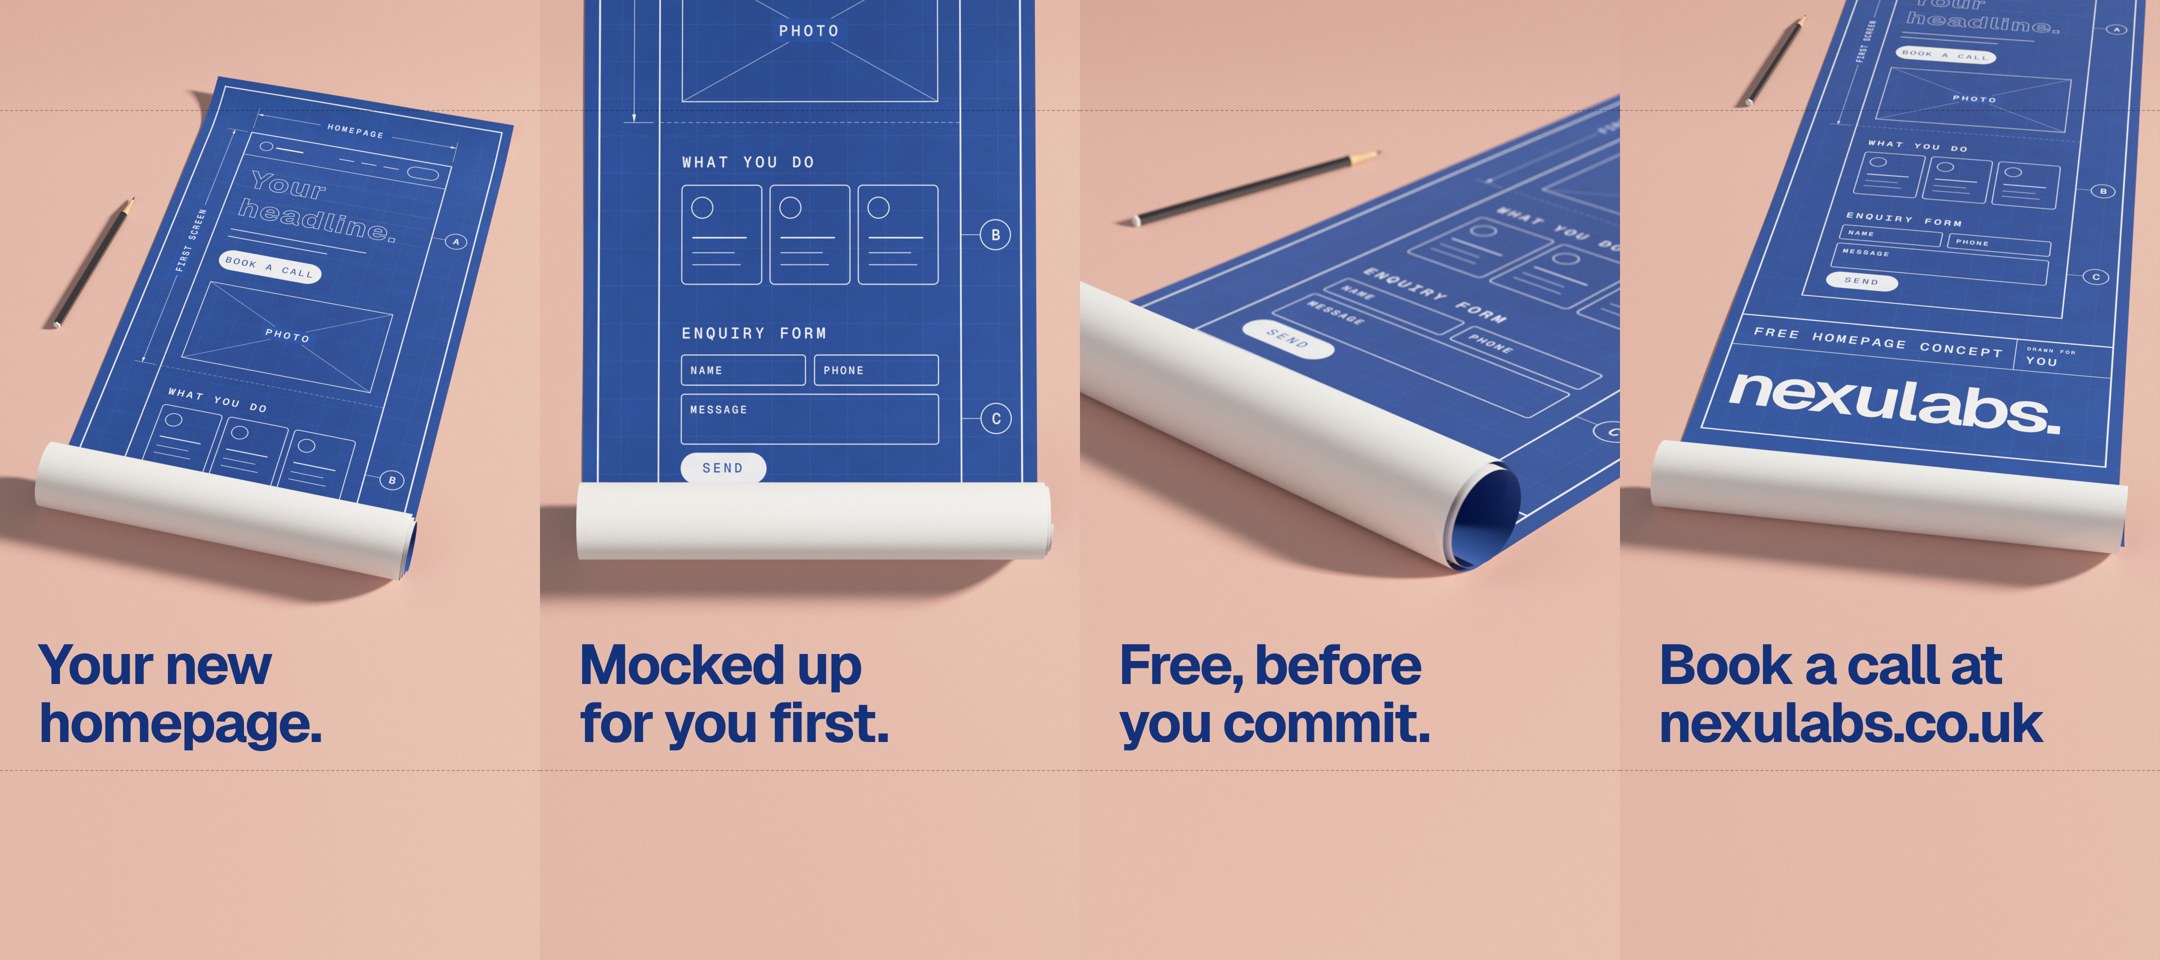 HOMEPAGE
Your
headline.
FIRST SCREEN
BOOK A CALL
A
PHOTO
WHAT YOU DO
B
Your new
homepage.
PHOTO
WHAT YOU DO
B
ENQUIRY FORM
NAME
PHONE
MESSAGE
C
SEND
Mocked up
for you first.
WHAT YOU DO
ENQUIRY FORM
NAME
PHONE
MESSAGE
SEND
C
Free, before
you commit.
Your
headline.
FIRST SCREEN
BOOK A CALL
A
PHOTO
WHAT YOU DO
B
ENQUIRY FORM
NAME
PHONE
MESSAGE
SEND
C
FREE HOMEPAGE CONCEPT
DRAWN FOR
YOU
nexulabs.
Book a call at
nexulabs.co.uk